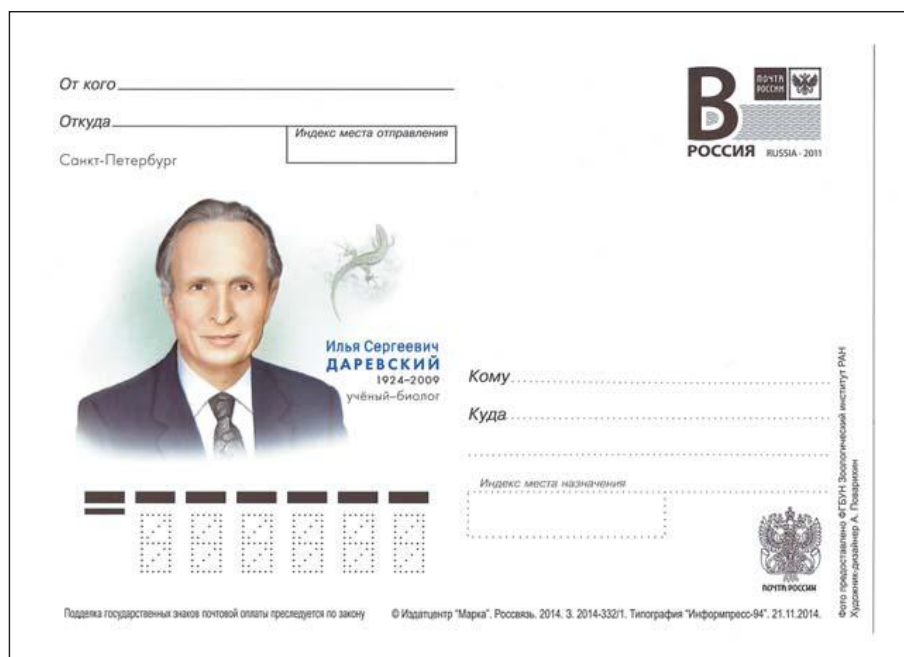 От кого
Откуда
Индекс места отправления
Санкт-Петербург
В
ПОЧТА
РОССИИ
РОССИЯ RUSSIA · 2011
Илья Сергеевич
ДАРЕВСКИЙ
1924–2009
учёный–биолог
Кому
Куда
Индекс места назначения
ПОЧТА РОССИИ
Фото предоставлено ФГБУН Зоологический институт РАН
Художник-дизайнер А. Поварихин
Подделка государственных знаков почтовой оплаты преследуется по закону
© Издатцентр "Марка". Россвязь. 2014. З. 2014-332/1. Типография "Информпресс-94". 21.11.2014.